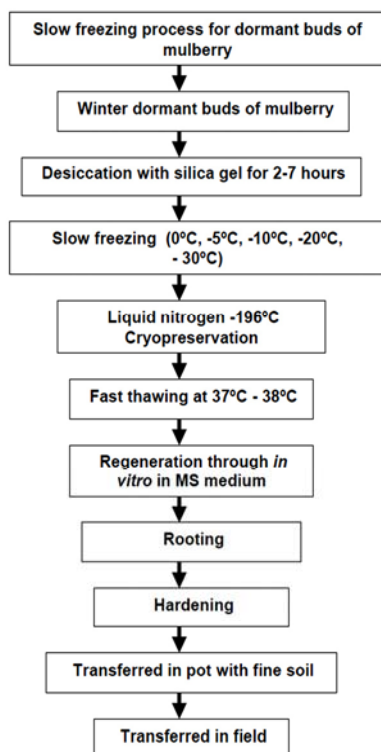 Slow freezing process for dormant buds of
mulberry
Winter dormant buds of mulberry
Desiccation with silica gel for 2-7 hours
Slow freezing (0ºC, -5ºC, -10ºC, -20ºC,
- 30ºC)
Liquid nitrogen -196ºC
Cryopreservation
Fast thawing at 37ºC - 38ºC
Regeneration through in
vitro in MS medium
Rooting
Hardening
Transferred in pot with fine soil
Transferred in field